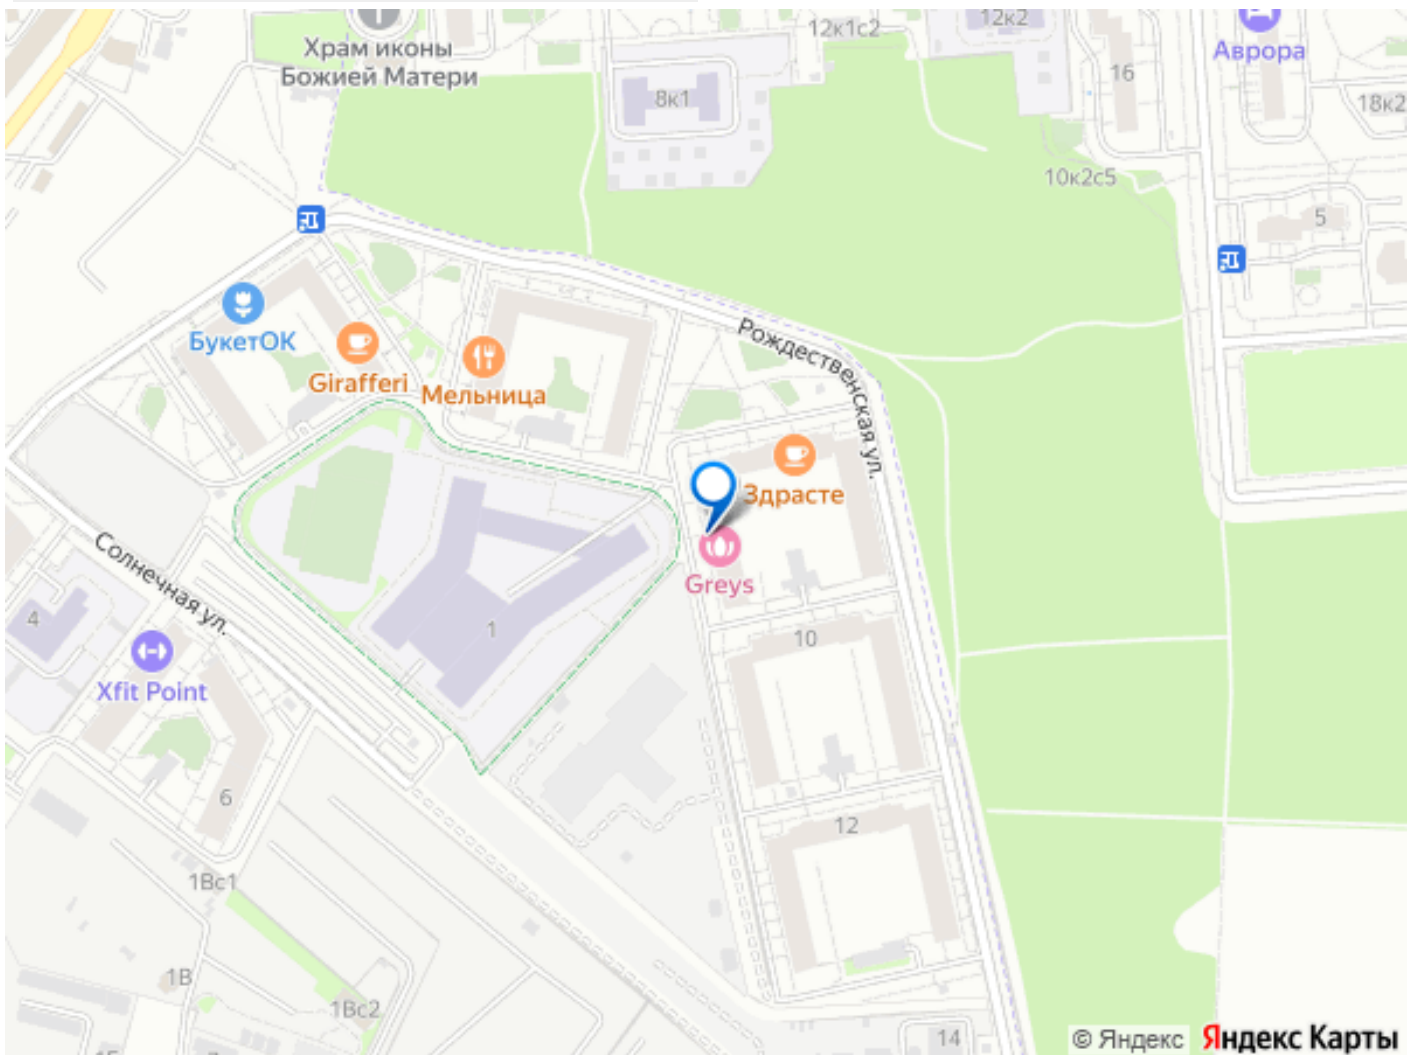 12к1с2
12к2
Аврора
Храм иконы
Божией Матери
16
8к1
18к2
10к2с5
5
БукетОК
Girafferi
Мельница
Рождественская ул.
Здрасте
Greys
Солнечная ул.
4
1
10
Xfit Point
6
12
1Вс1
1В
1Вс2
14
© Яндекс
Яндекс Карты